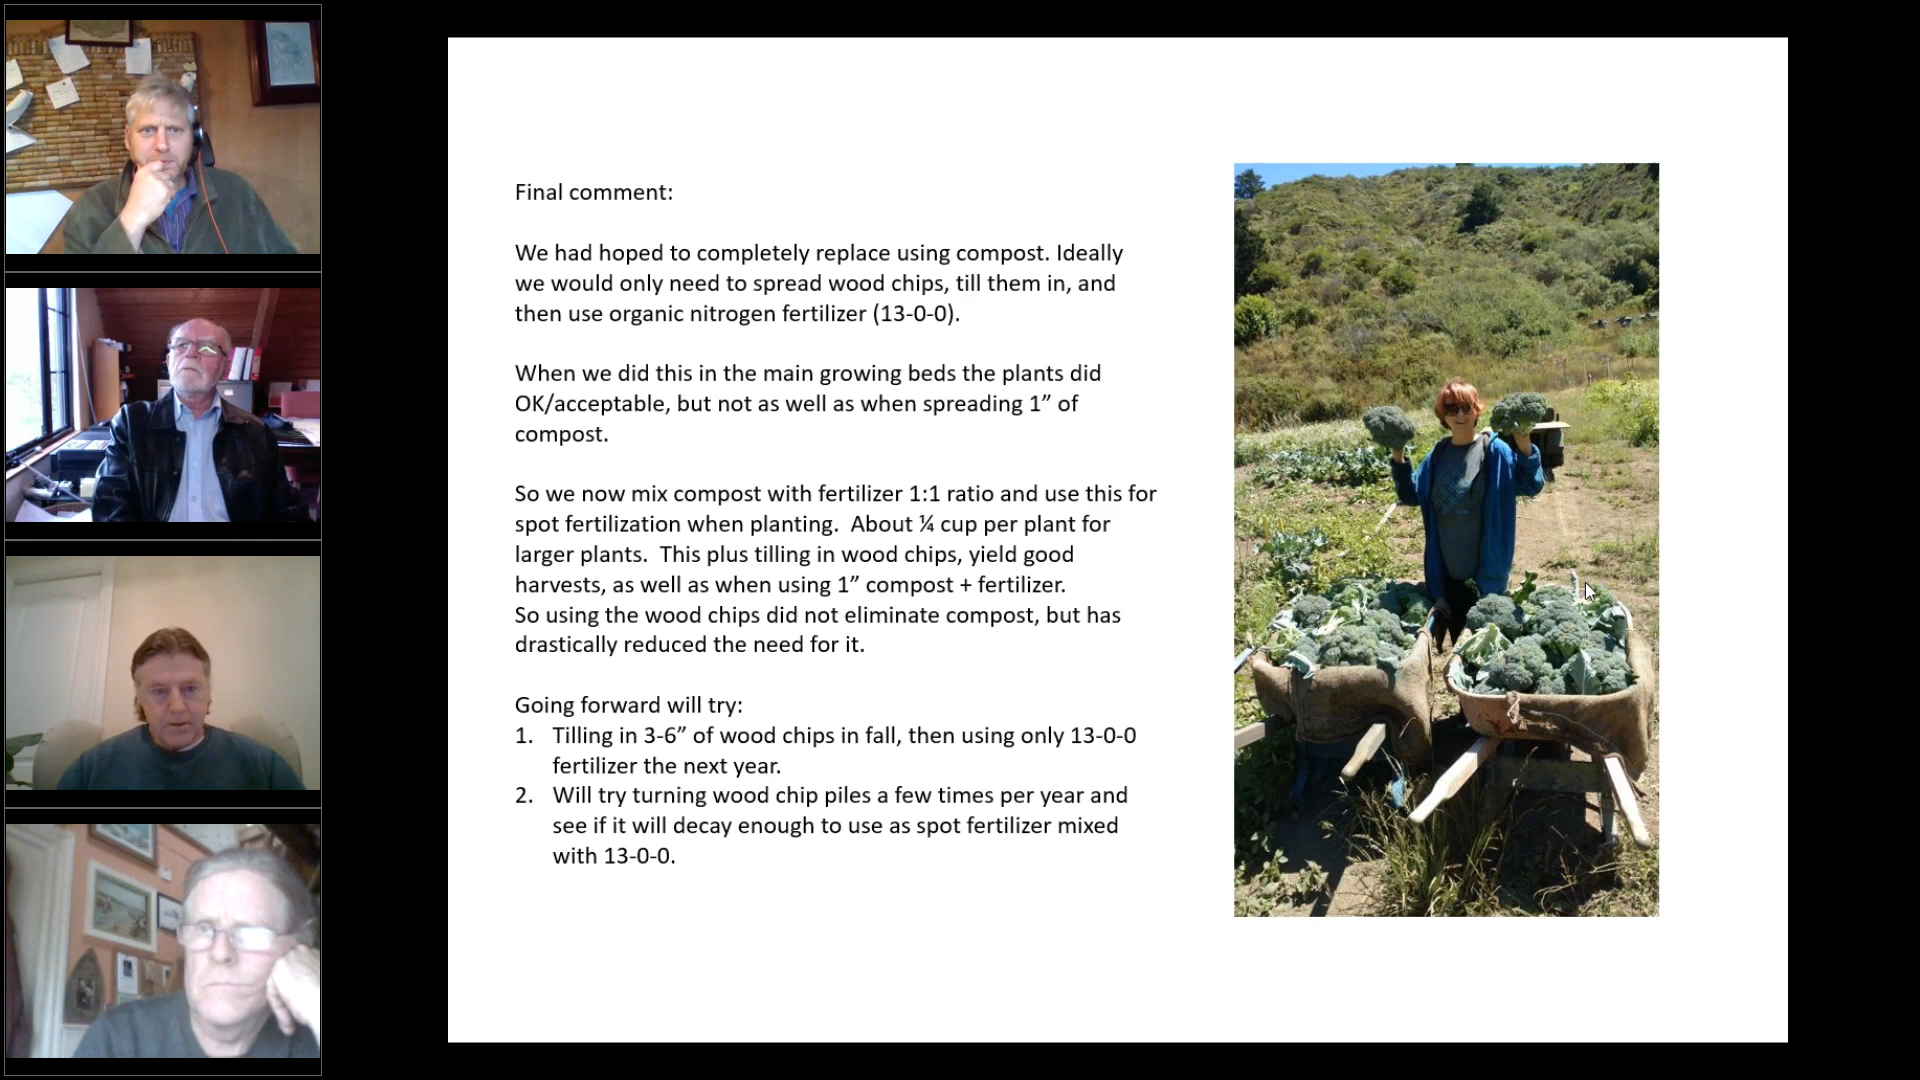 Final comment:
We had hoped to completely replace using compost. Ideally
we would only need to spread wood chips, till them in, and
then use organic nitrogen fertilizer (13-0-0).
When we did this in the main growing beds the plants did
OK/acceptable, but not as well as when spreading 1” of
compost.
So we now mix compost with fertilizer 1:1 ratio and use this for
spot fertilization when planting.  About ¼ cup per plant for
larger plants.  This plus tilling in wood chips, yield good
harvests, as well as when using 1” compost + fertilizer.
So using the wood chips did not eliminate compost, but has
drastically reduced the need for it.
Going forward will try:
1. Tilling in 3-6” of wood chips in fall, then using only 13-0-0
fertilizer the next year.
2. Will try turning wood chip piles a few times per year and
see if it will decay enough to use as spot fertilizer mixed
with 13-0-0.